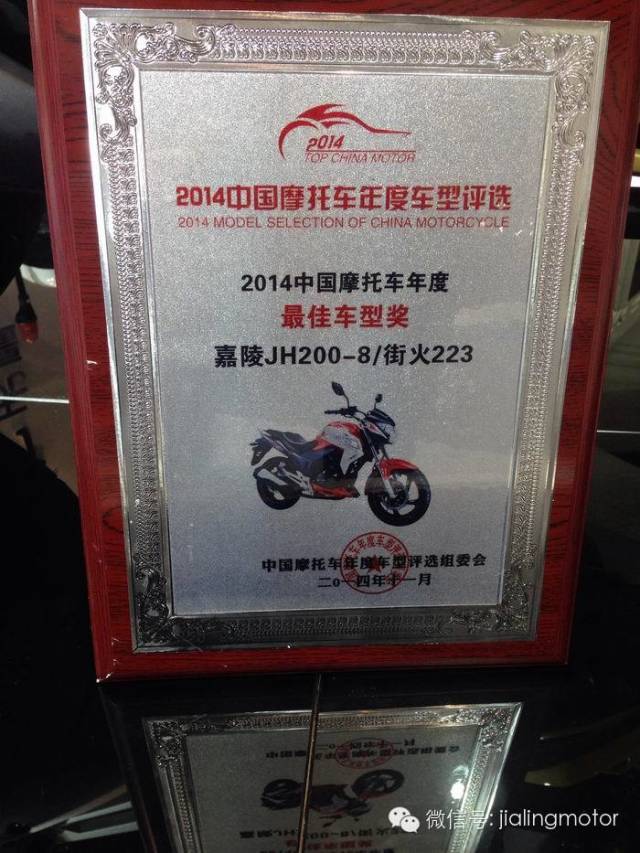 2014
TOP CHINA MOTOR
2014中国摩托车年度车型评选
2014 MODEL SELECTION OF CHINA MOTORCYCLE
2014中国摩托车年度
最佳车型奖
嘉陵JH200-8/街火223
中国摩托车年度车型评选组委会
二0一四年十一月
微信号: jialingmotor